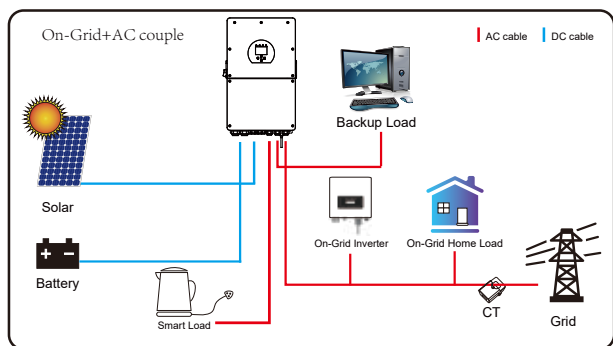 On-Grid+AC couple
AC cable
DC cable
Backup Load
Solar
On-Grid Inverter
On-Grid Home Load
Battery
Smart Load
CT
Grid